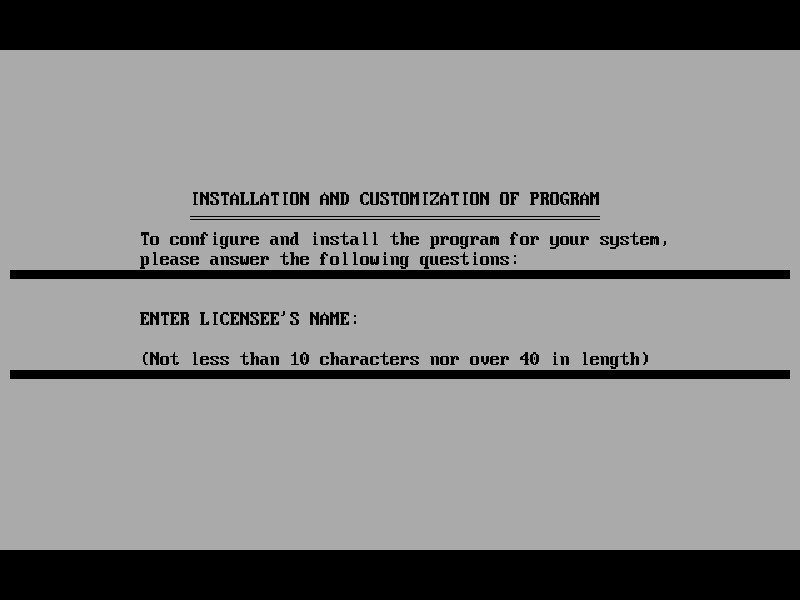 INSTALLATION AND CUSTOMIZATION OF PROGRAM
To configure and install the program for your system,
please answer the following questions:
ENTER LICENSEE'S NAME:
(Not less than 10 characters nor over 40 in length)